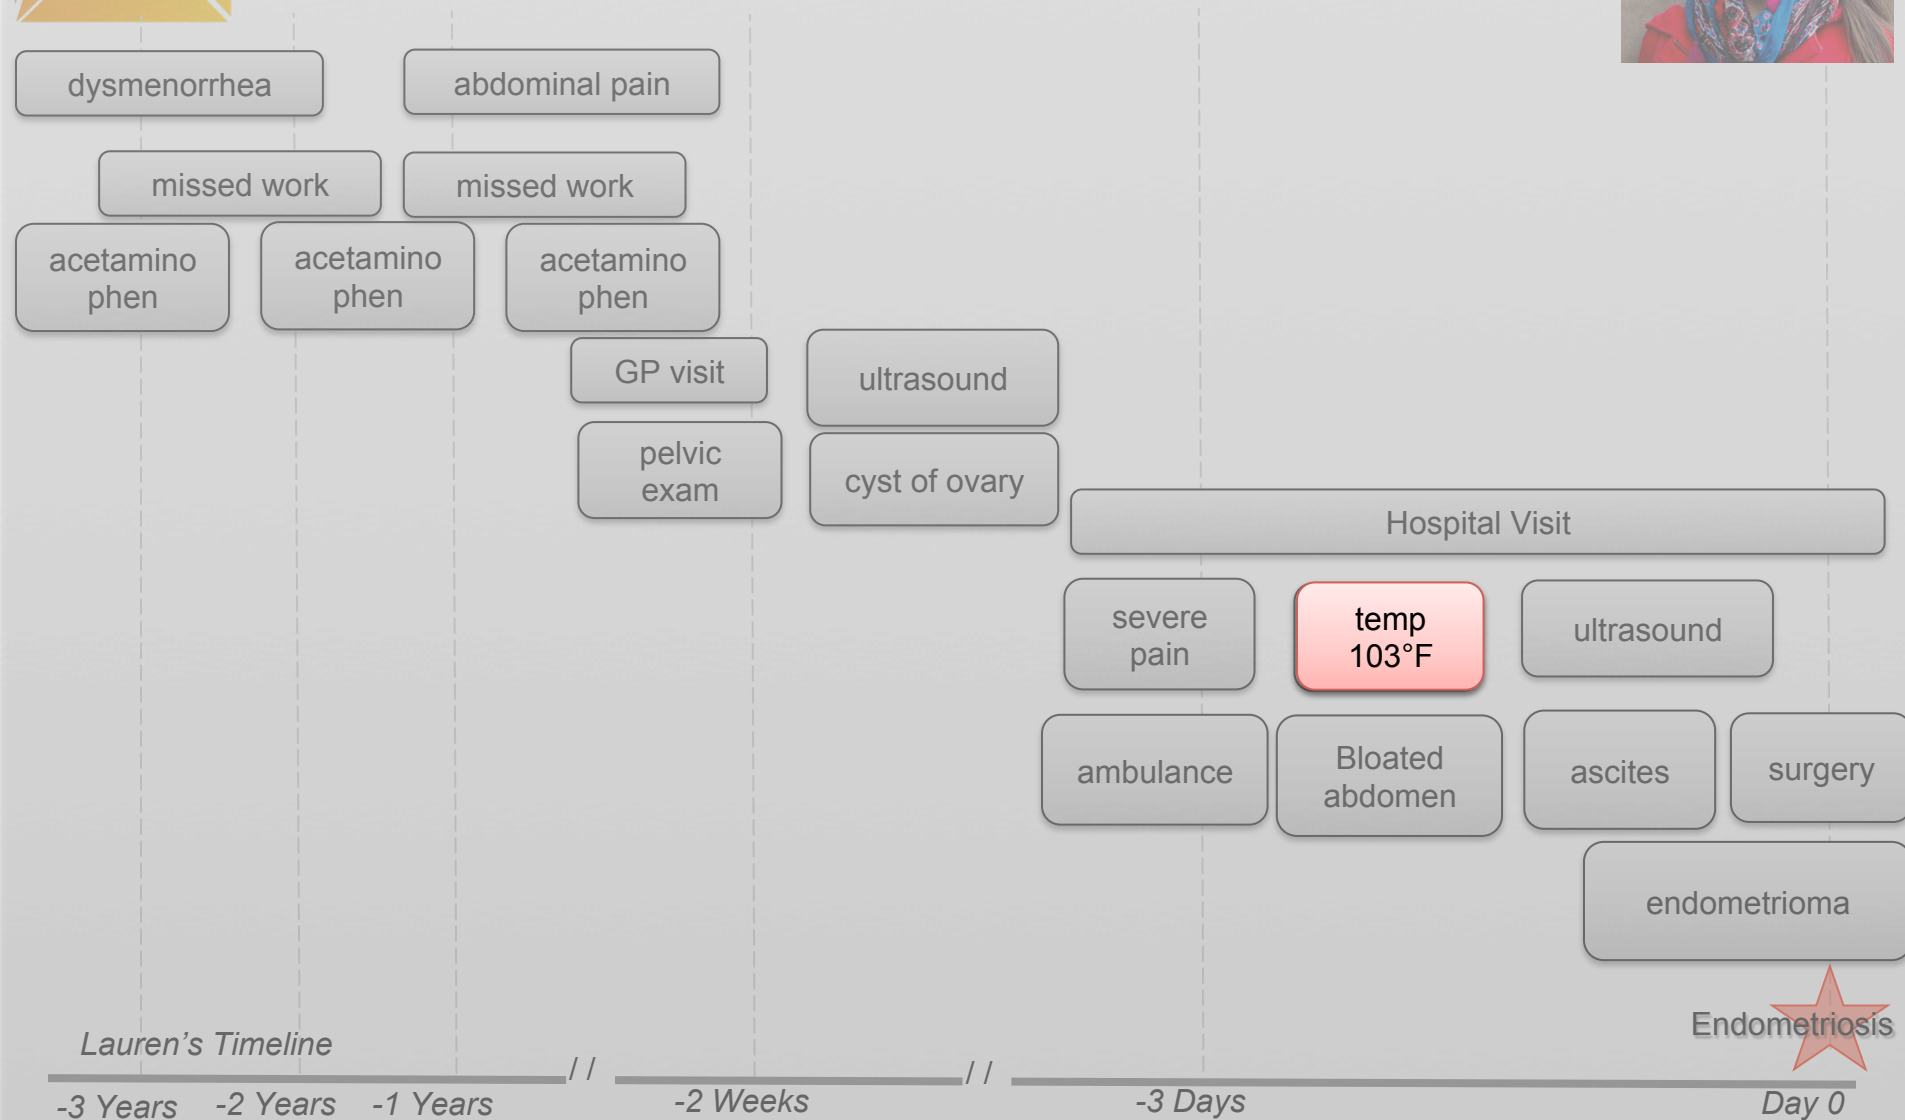 dysmenorrhea
abdominal pain
missed work
missed work
acetamino
phen
acetamino
phen
acetamino
phen
GP visit
ultrasound
pelvic
exam
cyst of ovary
Hospital Visit
severe
pain
temp
103°F
ultrasound
ambulance
Bloated
abdomen
ascites
surgery
endometrioma
Endometriosis
Lauren's Timeline
/ /
/ /
-3 Years
-2 Years
-1 Years
-2 Weeks
-3 Days
Day 0